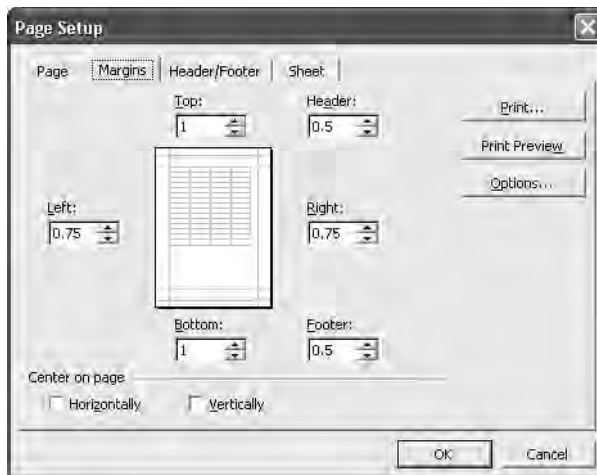 Page Setup
Page Margins Header/Footer Sheet
Top: Header:
1 0.5
Print...
Print Preview
Options...
Left: Right:
0.75 0.75
Bottom: Footer:
1 0.5
Center on page
Horizontally Vertically
OK Cancel